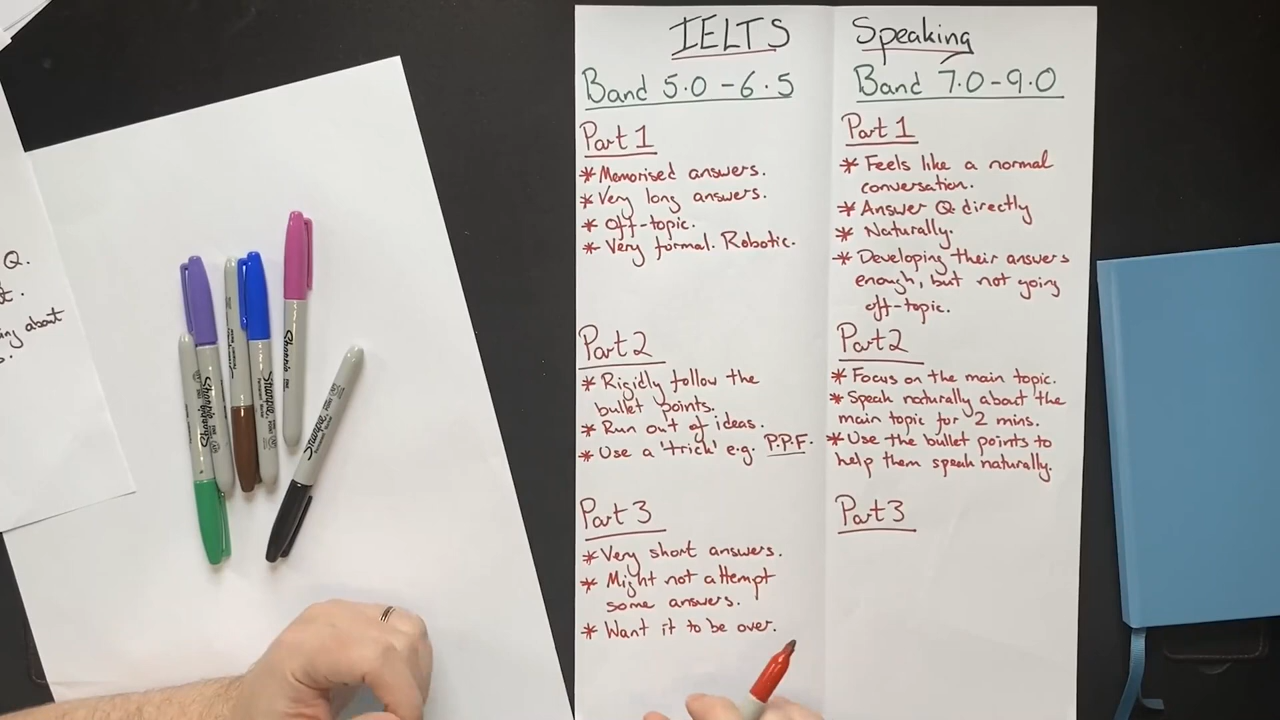 IELTS Speaking
Band 5.0-6.5
Part 1
* Memorised answers.
* Very long answers.
* Off-topic.
* Very formal. Robotic.
Part 2
* Rigidly follow the
bullet points.
* Run out of ideas.
* Use a 'trick' e.g. P.P.F.
Part 3
* Very short answers.
* Might not attempt
some answers.
* Want it to be over.
Band 7.0-9.0
Part 1
* Feels like a normal
conversation.
* Answer Q. directly
* Naturally.
* Developing their answers
enough, but not going
off-topic.
Part 2
* Focus on the main topic.
* Speak naturally about the
main topic for 2 mins.
* Use the bullet points to
help them speak naturally.
Part 3
Q.
about
Sharpie
Sharpie
Sharpie
Sharpie